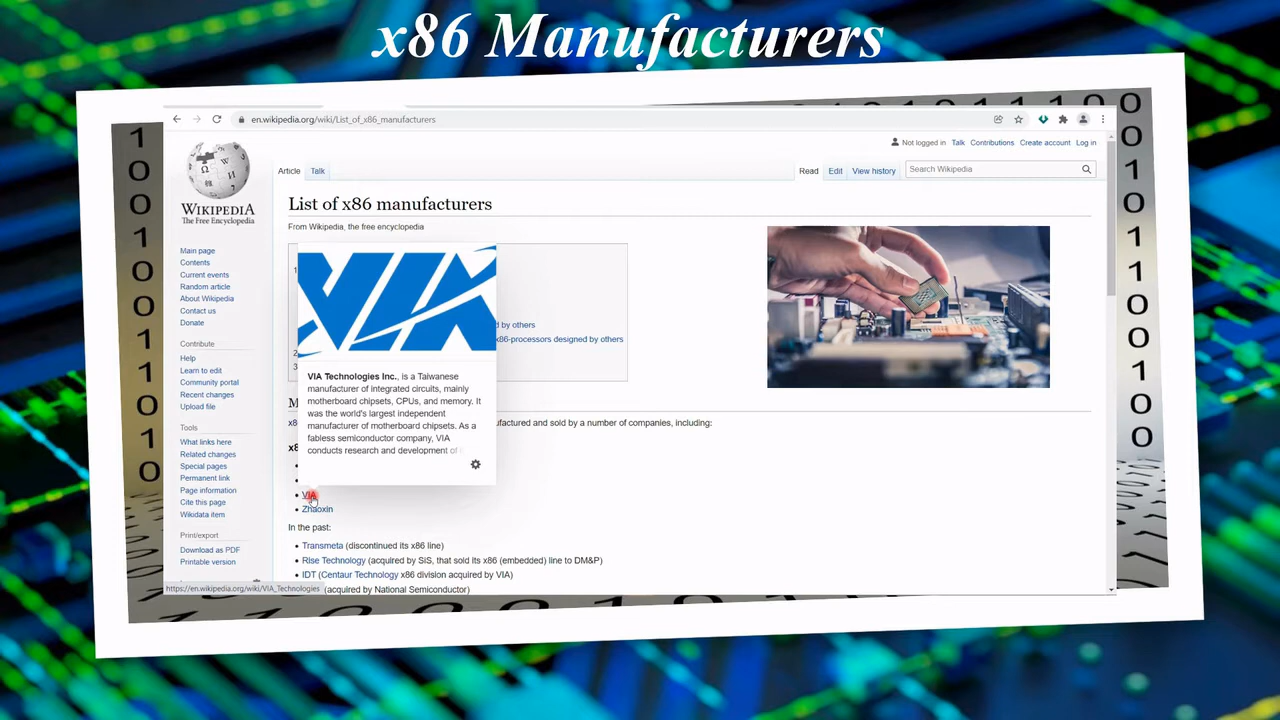 x86 Manufacturers
en.wikipedia.org/wiki/List_of_x86_manufacturers
Not logged in Talk Contributions Create account Log in
Article Talk
Read Edit View history
Search Wikipedia
WIKIPEDIA
The Free Encyclopedia
List of x86 manufacturers
From Wikipedia, the free encyclopedia
Main page
Contents
Current events
Random article
About Wikipedia
Contact us
Donate
Contribute
Help
Learn to edit
Community portal
Recent changes
Upload file
Tools
What links here
Related changes
Special pages
Permanent link
Page information
Cite this page
Wikidata item
Print/export
Download as PDF
Printable version
1
d by others
x86-processors designed by others
2
3
VIA
VIA Technologies Inc., is a Taiwanese
manufacturer of integrated circuits, mainly
motherboard chipsets, CPUs, and memory. It
was the world's largest independent
manufacturer of motherboard chipsets. As a
fabless semiconductor company, VIA
conducts research and development of
M
x8
ufactured and sold by a number of companies, including:
x8
• VIA
• Zhaoxin
In the past:
• Transmeta (discontinued its x86 line)
• Rise Technology (acquired by SiS, that sold its x86 (embedded) line to DM&P)
• IDT (Centaur Technology x86 division acquired by VIA)
(acquired by National Semiconductor)
https://en.wikipedia.org/wiki/VIA_Technologies